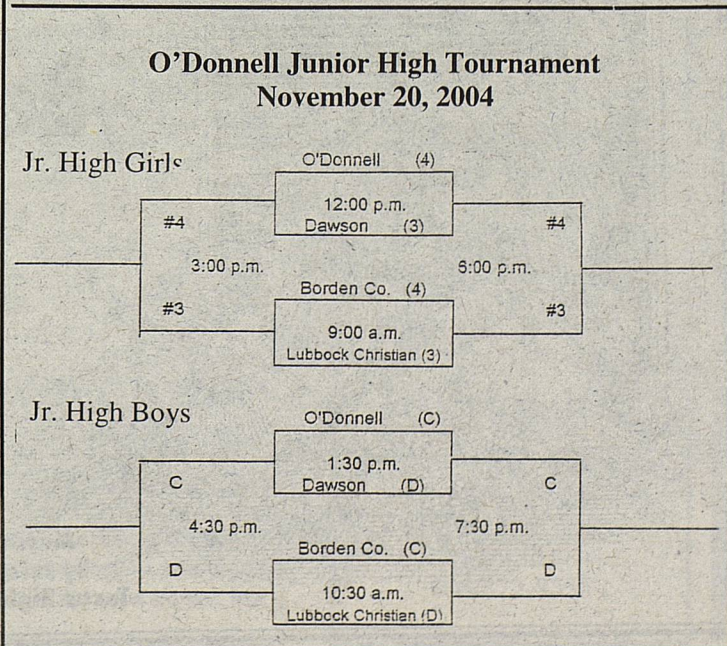 O'Donnell Junior High Tournament
November 20, 2004
Jr. High Girls
O'Donnell (4)
12:00 p.m.
Dawson (3)
#4
#4
3:00 p.m.
6:00 p.m.
Borden Co. (4)
#3
#3
9:00 a.m.
Lubbock Christian (3)
Jr. High Boys
O'Donnell (C)
1:30 p.m.
Dawson (D)
C
C
4:30 p.m.
7:30 p.m.
Borden Co. (C)
D
D
10:30 a.m.
Lubbock Christian (D)